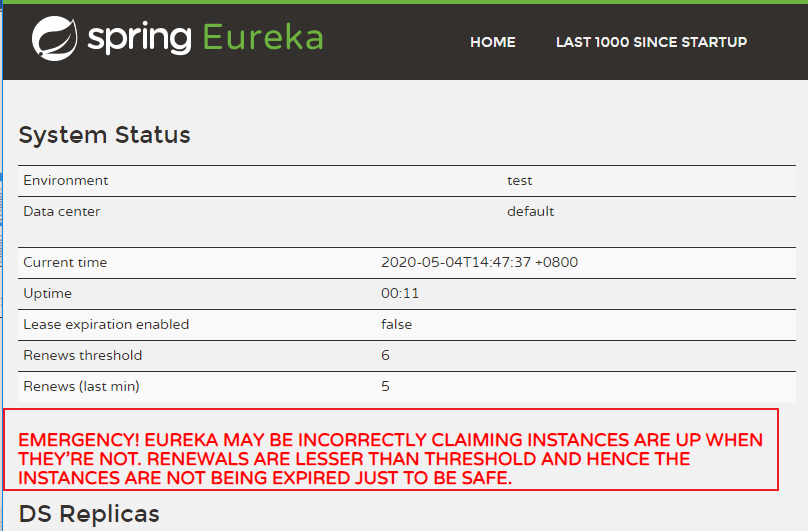 spring Eureka HOME LAST 1000 SINCE STARTUP
System Status
Environment test
Data center default
Current time 2020-05-04T14:47:37 +0800
Uptime 00:11
Lease expiration enabled false
Renews threshold 6
Renews (last min) 5
EMERGENCY! EUREKA MAY BE INCORRECTLY CLAIMING INSTANCES ARE UP WHEN
THEY'RE NOT. RENEWALS ARE LESSER THAN THRESHOLD AND HENCE THE
INSTANCES ARE NOT BEING EXPIRED JUST TO BE SAFE.
DS Replicas